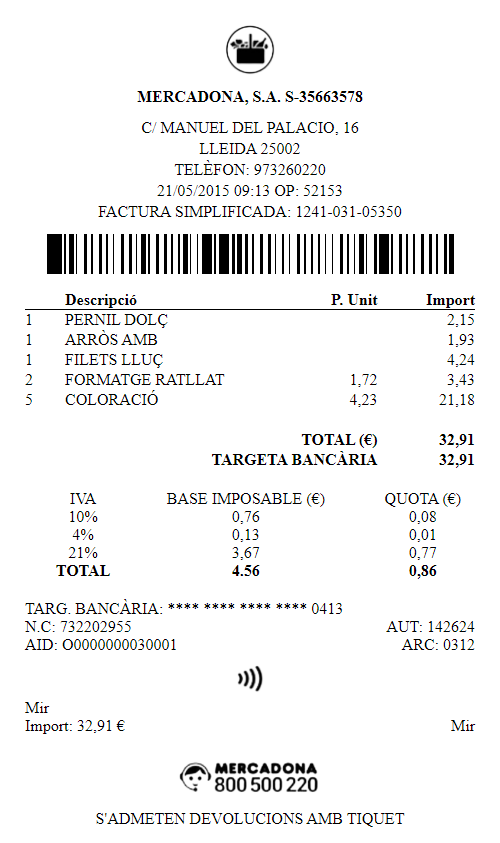 MERCADONA, S.A. S-35663578
C/ MANUEL DEL PALACIO, 16
LLEIDA 25002
TELÈFON: 973260220
21/05/2015 09:13 OP: 52153
FACTURA SIMPLIFICADA: 1241-031-05350
Descripció P. Unit Import
1 PERNIL DOLÇ 2,15
1 ARRÒS AMB 1,93
1 FILETS LLUÇ 4,24
2 FORMATGE RATLLAT 1,72 3,43
5 COLORACIÓ 4,23 21,18
TOTAL (€) 32,91
TARGETA BANCÀRIA 32,91
IVA BASE IMPOSABLE (€) QUOTA (€)
10% 0,76 0,08
4% 0,13 0,01
21% 3,67 0,77
TOTAL 4.56 0,86
TARG. BANCÀRIA: **** **** **** **** 0413
N.C: 732202955 AUT: 142624
AID: O0000000030001 ARC: 0312
Mir
Import: 32,91 € Mir
MERCADONA
800 500 220
S'ADMETEN DEVOLUCIONS AMB TIQUET